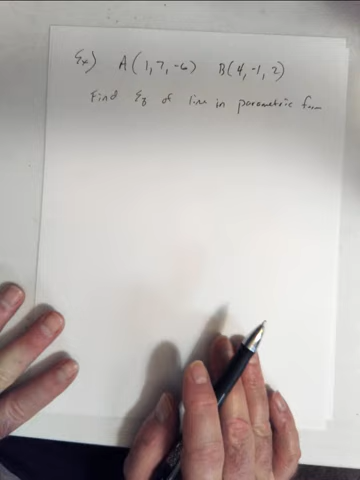 Ex) A(1,7,-6) B(4,-1,2)
Find Eq of line in parametric form